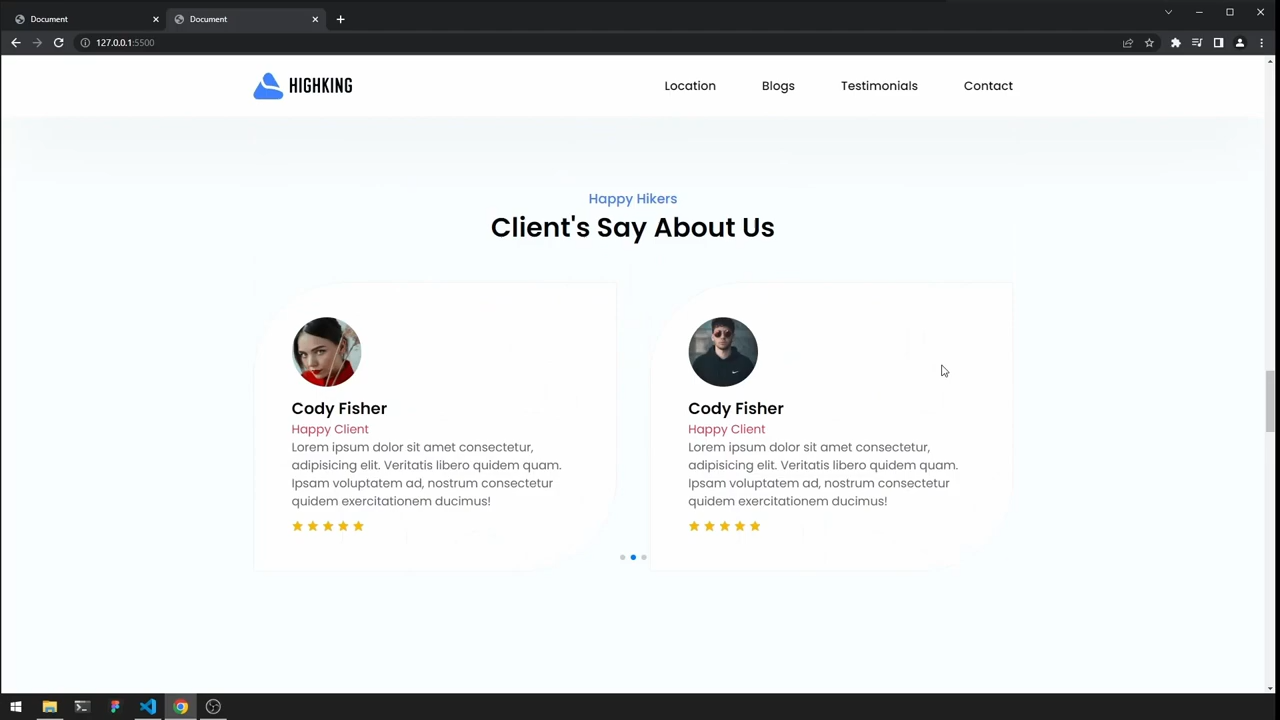 Document
Document
127.0.0.1:5500
HIGHKING
Location
Blogs
Testimonials
Contact
Happy Hikers
Client's Say About Us
Cody Fisher
Happy Client
Lorem ipsum dolor sit amet consectetur,
adipisicing elit. Veritatis libero quidem quam.
Ipsam voluptatem ad, nostrum consectetur
quidem exercitationem ducimus!
Cody Fisher
Happy Client
Lorem ipsum dolor sit amet consectetur,
adipisicing elit. Veritatis libero quidem quam.
Ipsam voluptatem ad, nostrum consectetur
quidem exercitationem ducimus!